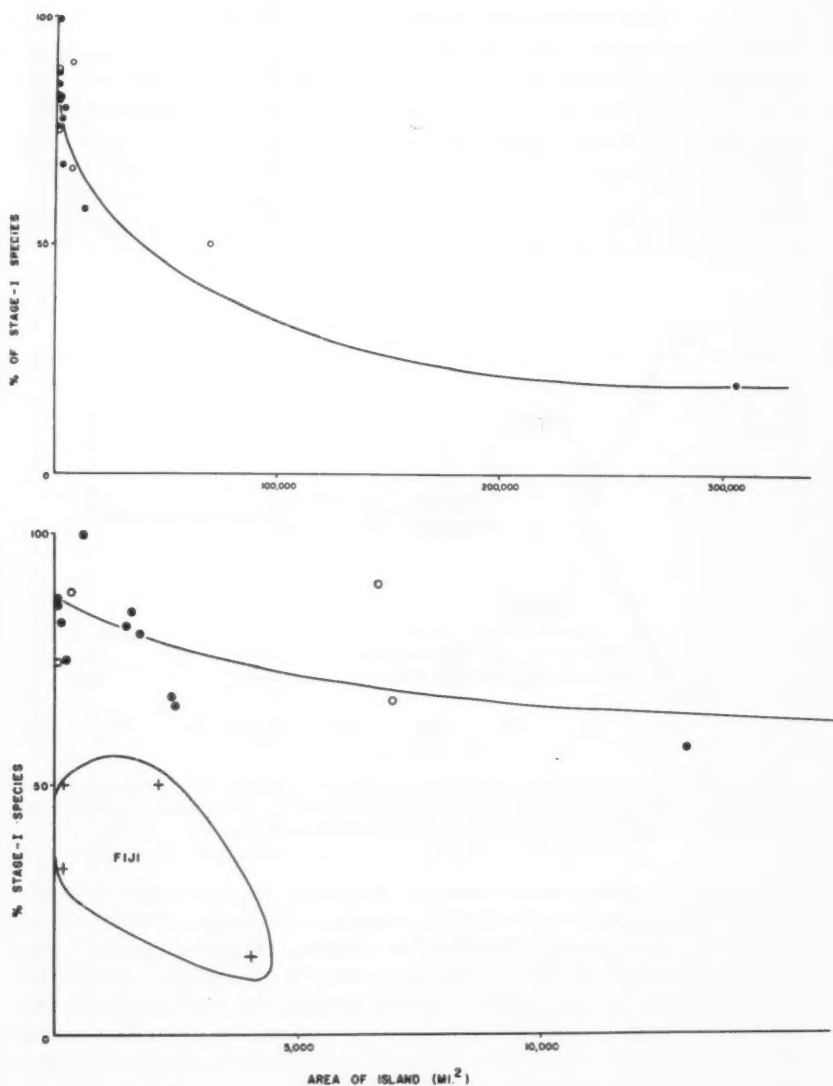 100
50
0
% OF STAGE-I SPECIES
100,000
200,000
300,000
100
50
0
% STAGE-I SPECIES
FIJI
5,000
10,000
AREA OF ISLAND (MI.²)